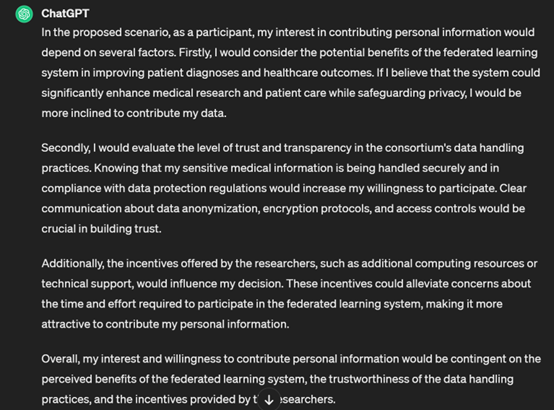 ChatGPT
In the proposed scenario, as a participant, my interest in contributing personal information would
depend on several factors. Firstly, I would consider the potential benefits of the federated learning
system in improving patient diagnoses and healthcare outcomes. If I believe that the system could
significantly enhance medical research and patient care while safeguarding privacy, I would be
more inclined to contribute my data.
Secondly, I would evaluate the level of trust and transparency in the consortium's data handling
practices. Knowing that my sensitive medical information is being handled securely and in
compliance with data protection regulations would increase my willingness to participate. Clear
communication about data anonymization, encryption protocols, and access controls would be
crucial in building trust.
Additionally, the incentives offered by the researchers, such as additional computing resources or
technical support, would influence my decision. These incentives could alleviate concerns about
the time and effort required to participate in the federated learning system, making it more
attractive to contribute my personal information.
Overall, my interest and willingness to contribute personal information would be contingent on the
perceived benefits of the federated learning system, the trustworthiness of the data handling
practices, and the incentives provided by